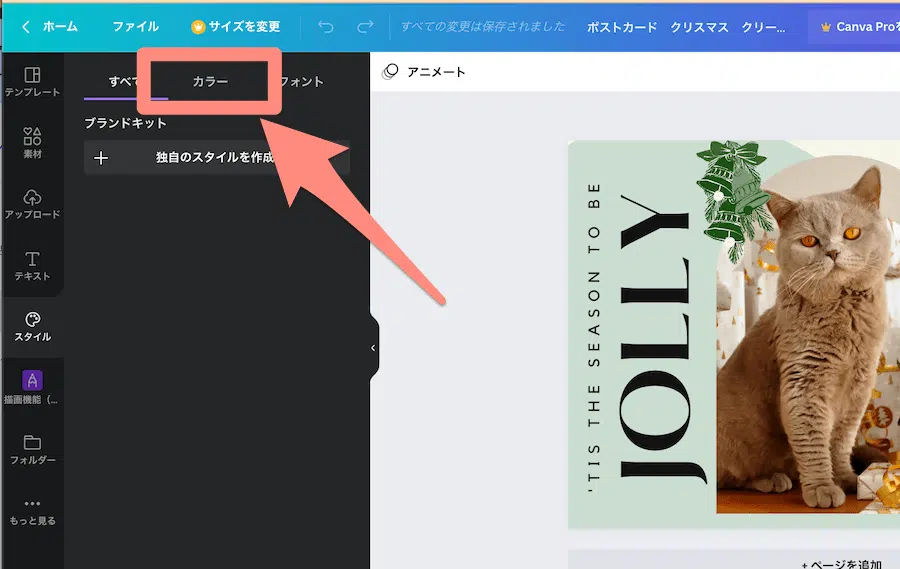 ホーム
ファイル
サイズを変更
すべての変更は保存されました
ポストカード クリスマス クリー...
Canva Pro
テンプレート
素材
アップロード
テキスト
スタイル
描画機能 (...
フォルダー
もっと見る
すべて
カラー
フォント
ブランドキット
+ 独自のスタイルを作成
アニメート
'TIS THE SEASON TO BE
JOLLY
+ ページを追加